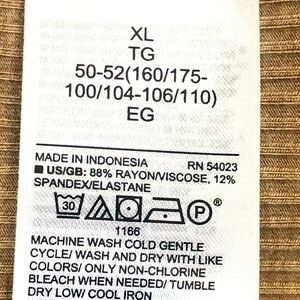 XL
TG
50-52(160/175-
100/104-106/110)
EG
MADE IN INDONESIA RN 54023
US/GB: 88% RAYON/VISCOSE, 12%
SPANDEX/ELASTANE
30 P
1166
MACHINE WASH COLD GENTLE
CYCLE/ WASH AND DRY WITH LIKE
COLORS/ ONLY NON-CHLORINE
BLEACH WHEN NEEDED/ TUMBLE
DRY LOW/ COOL IRON